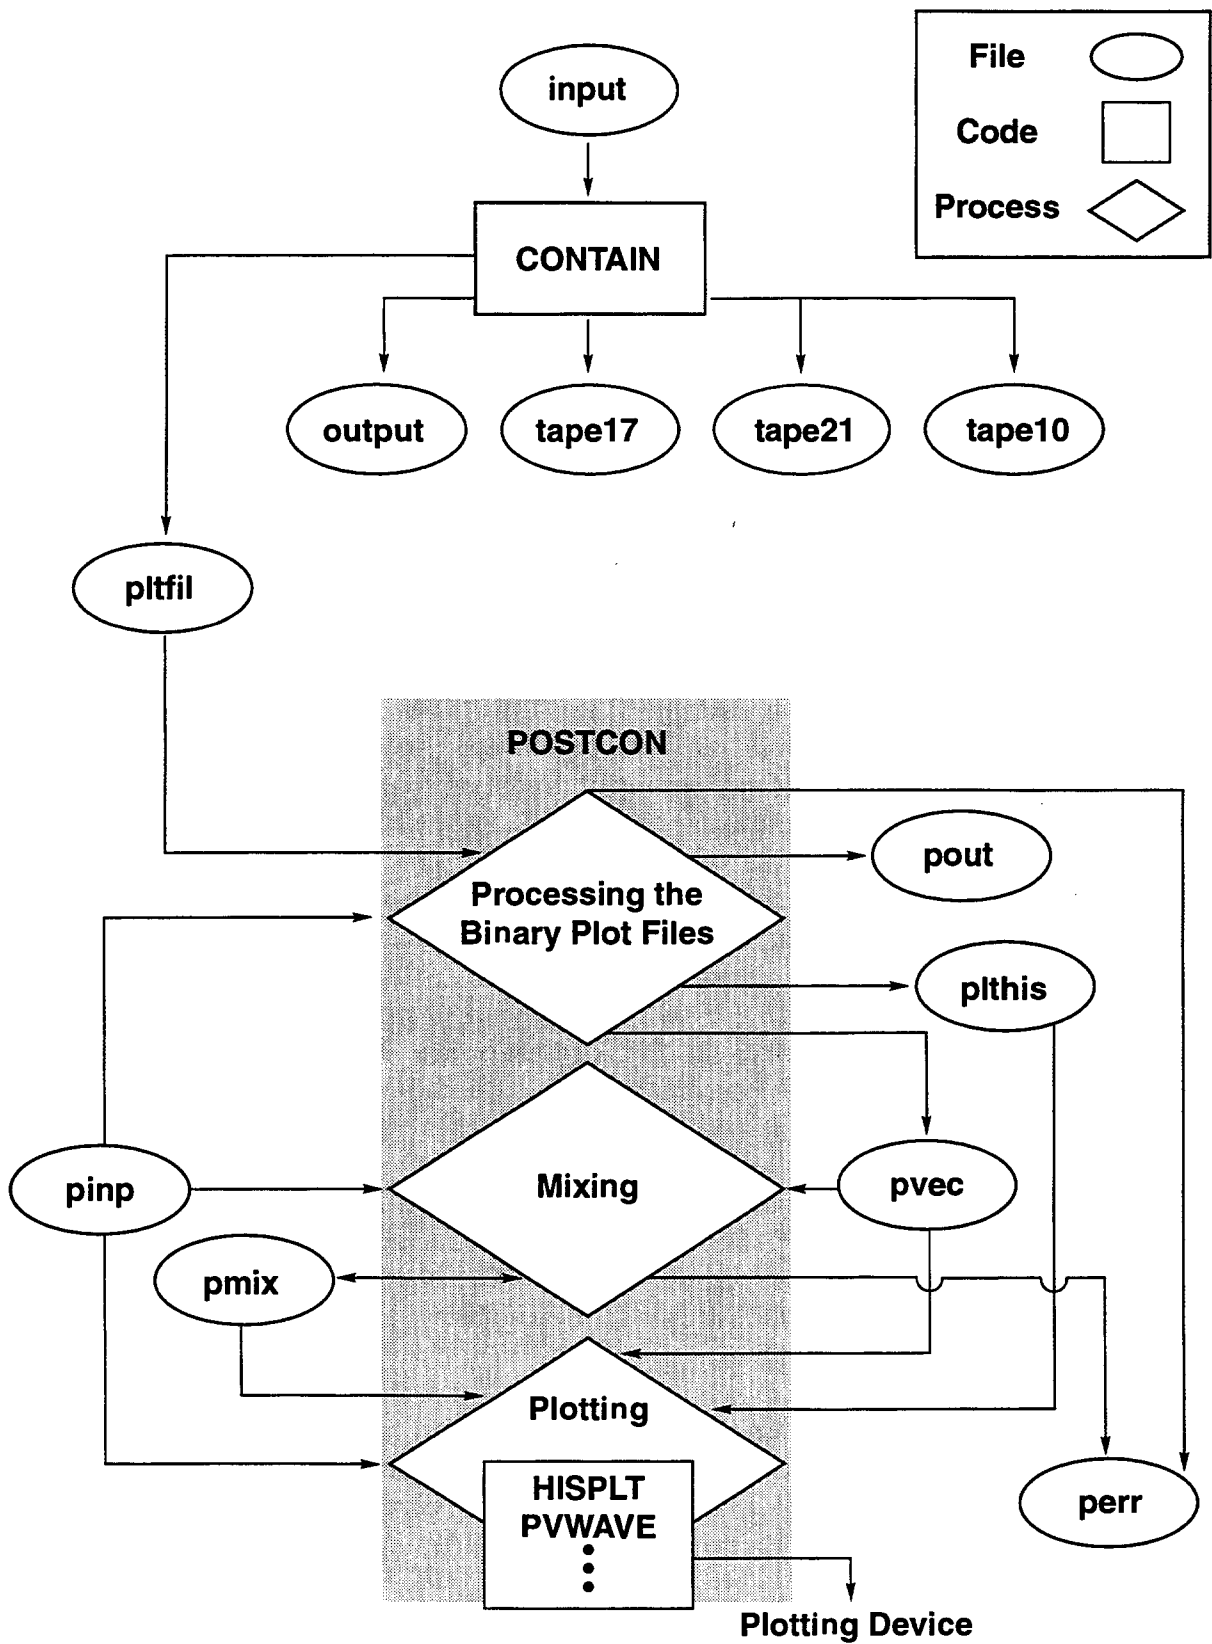 File
input
Code
Process
CONTAIN
output
tape17
tape21
tape10
pltfil
POSTCON
pout
Processing the
Binary Plot Files
plthis
pinp
Mixing
pvec
pmix
Plotting
HISPLT
PVWAVE
perr
Plotting Device